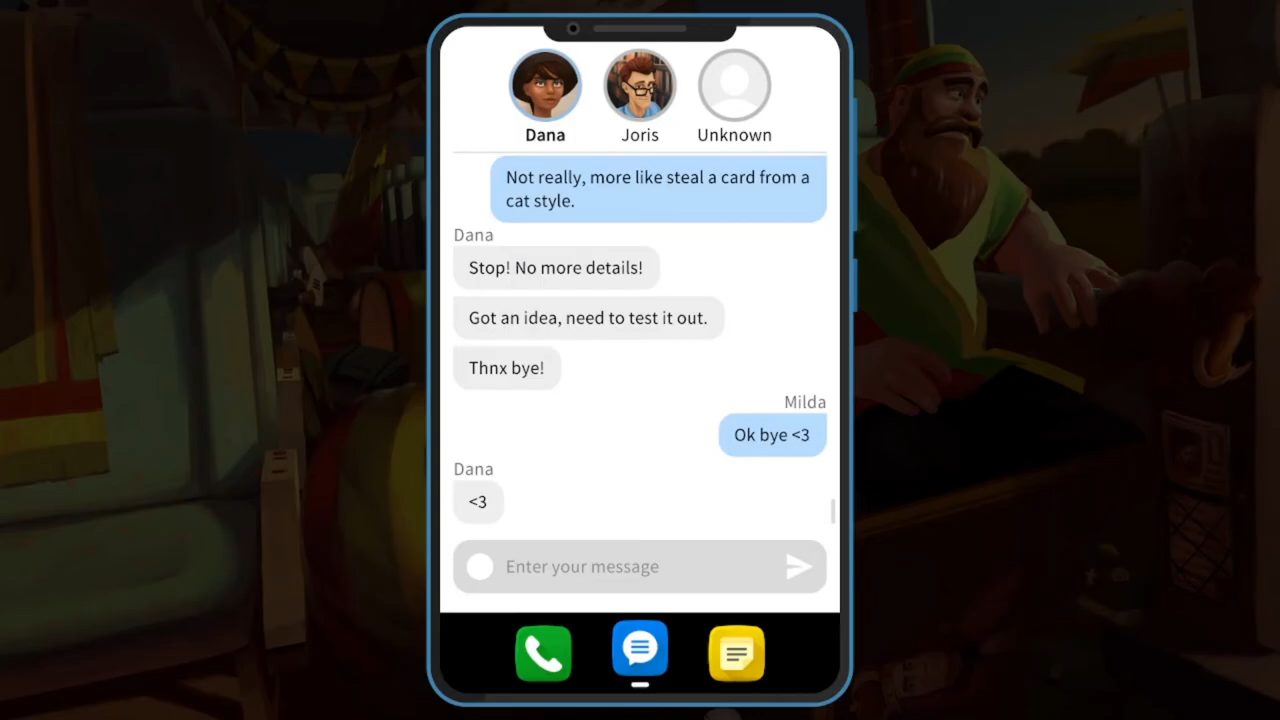 Dana
Joris
Unknown
Not really, more like steal a card from a
cat style.
Dana
Stop! No more details!
Got an idea, need to test it out.
Thnx bye!
Milda
Ok bye <3
Dana
<3
Enter your message